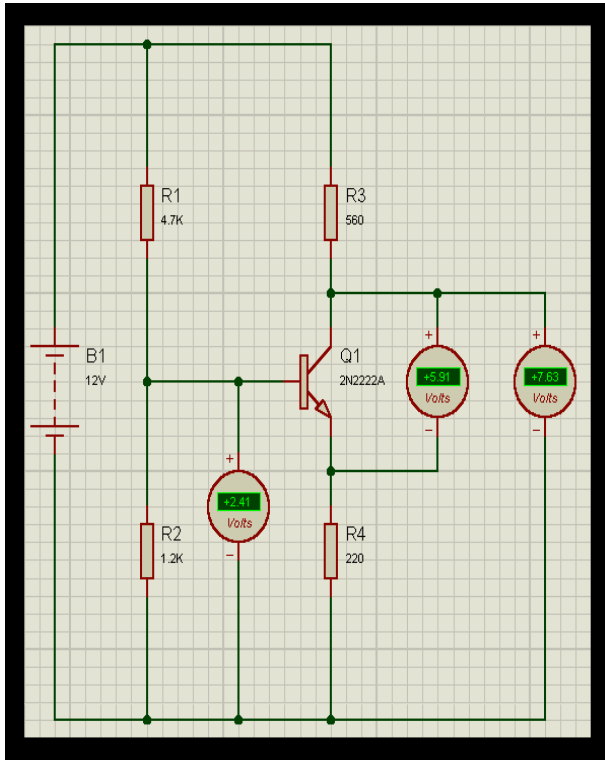 R1
4.7K
R3
560
B1
12V
Q1
2N2222A
+
+5.91
Volts
−
+
+7.63
Volts
−
+
+2.41
Volts
−
R2
1.2K
R4
220